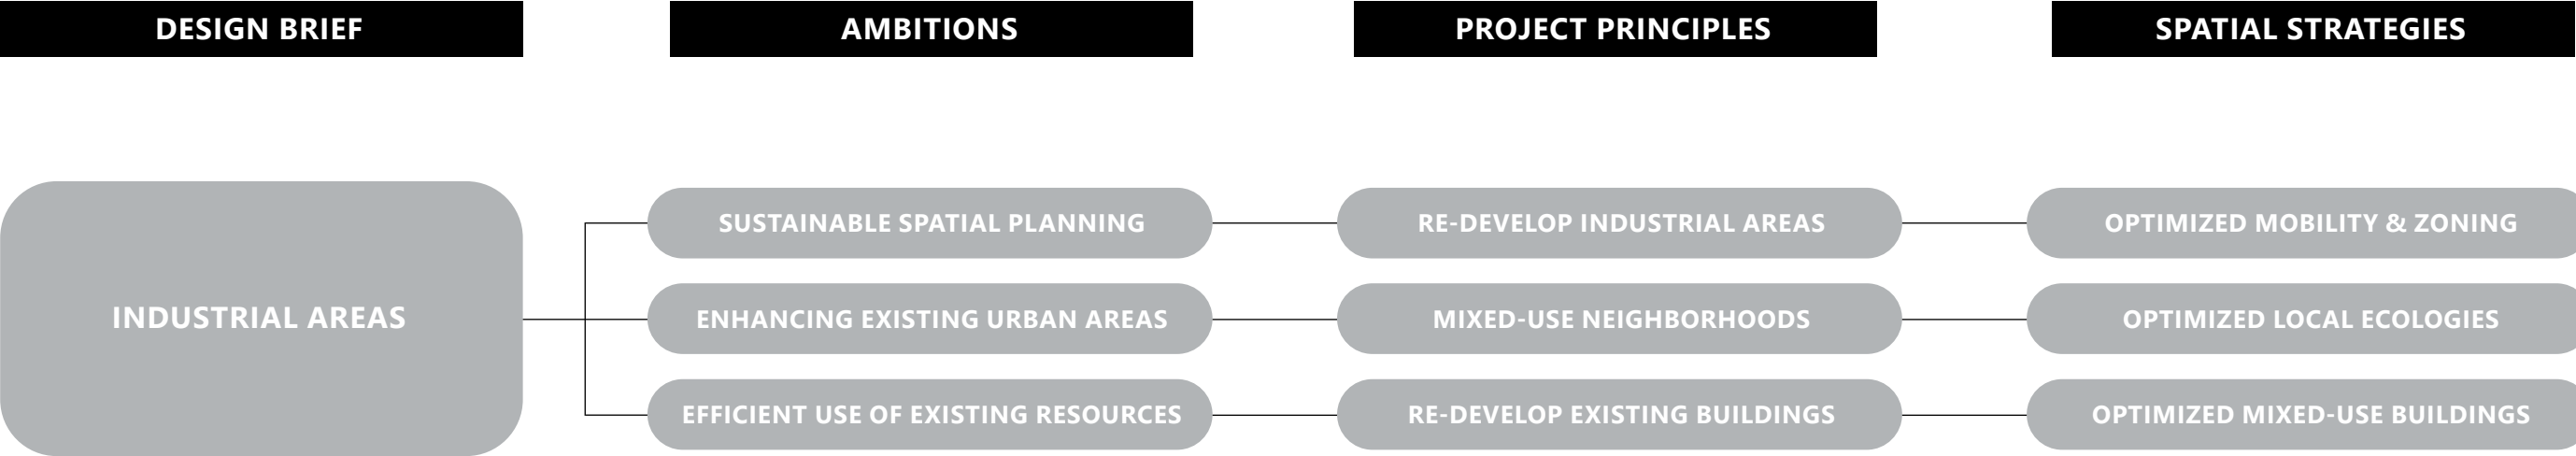 DESIGN BRIEF
AMBITIONS
PROJECT PRINCIPLES
SPATIAL STRATEGIES
INDUSTRIAL AREAS
SUSTAINABLE SPATIAL PLANNING
RE-DEVELOP INDUSTRIAL AREAS
OPTIMIZED MOBILITY & ZONING
ENHANCING EXISTING URBAN AREAS
MIXED-USE NEIGHBORHOODS
OPTIMIZED LOCAL ECOLOGIES
EFFICIENT USE OF EXISTING RESOURCES
RE-DEVELOP EXISTING BUILDINGS
OPTIMIZED MIXED-USE BUILDINGS